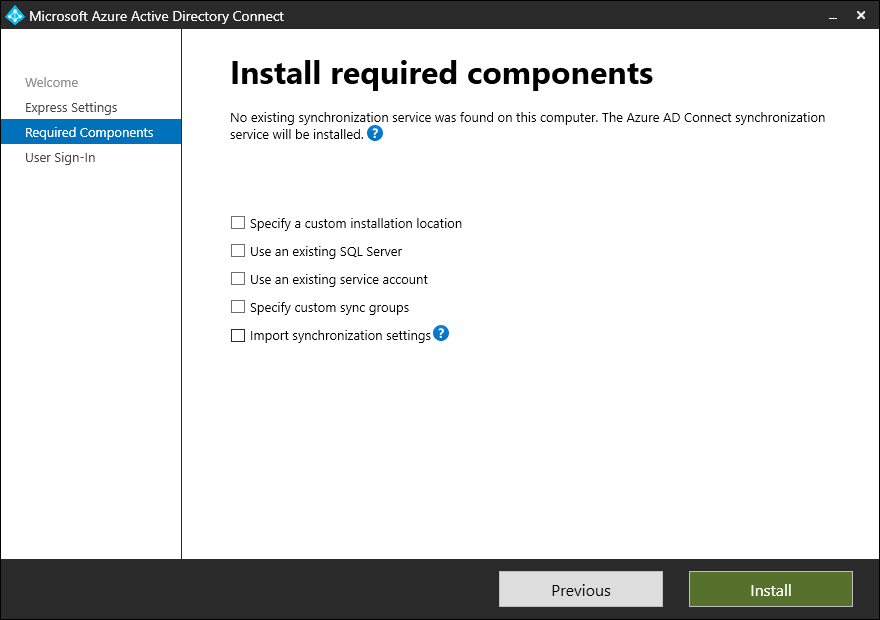 Microsoft Azure Active Directory Connect
Welcome
Express Settings
Required Components
User Sign-In
Install required components
No existing synchronization service was found on this computer. The Azure AD Connect synchronization
service will be installed. ?
Specify a custom installation location
Use an existing SQL Server
Use an existing service account
Specify custom sync groups
Import synchronization settings ?
Previous
Install